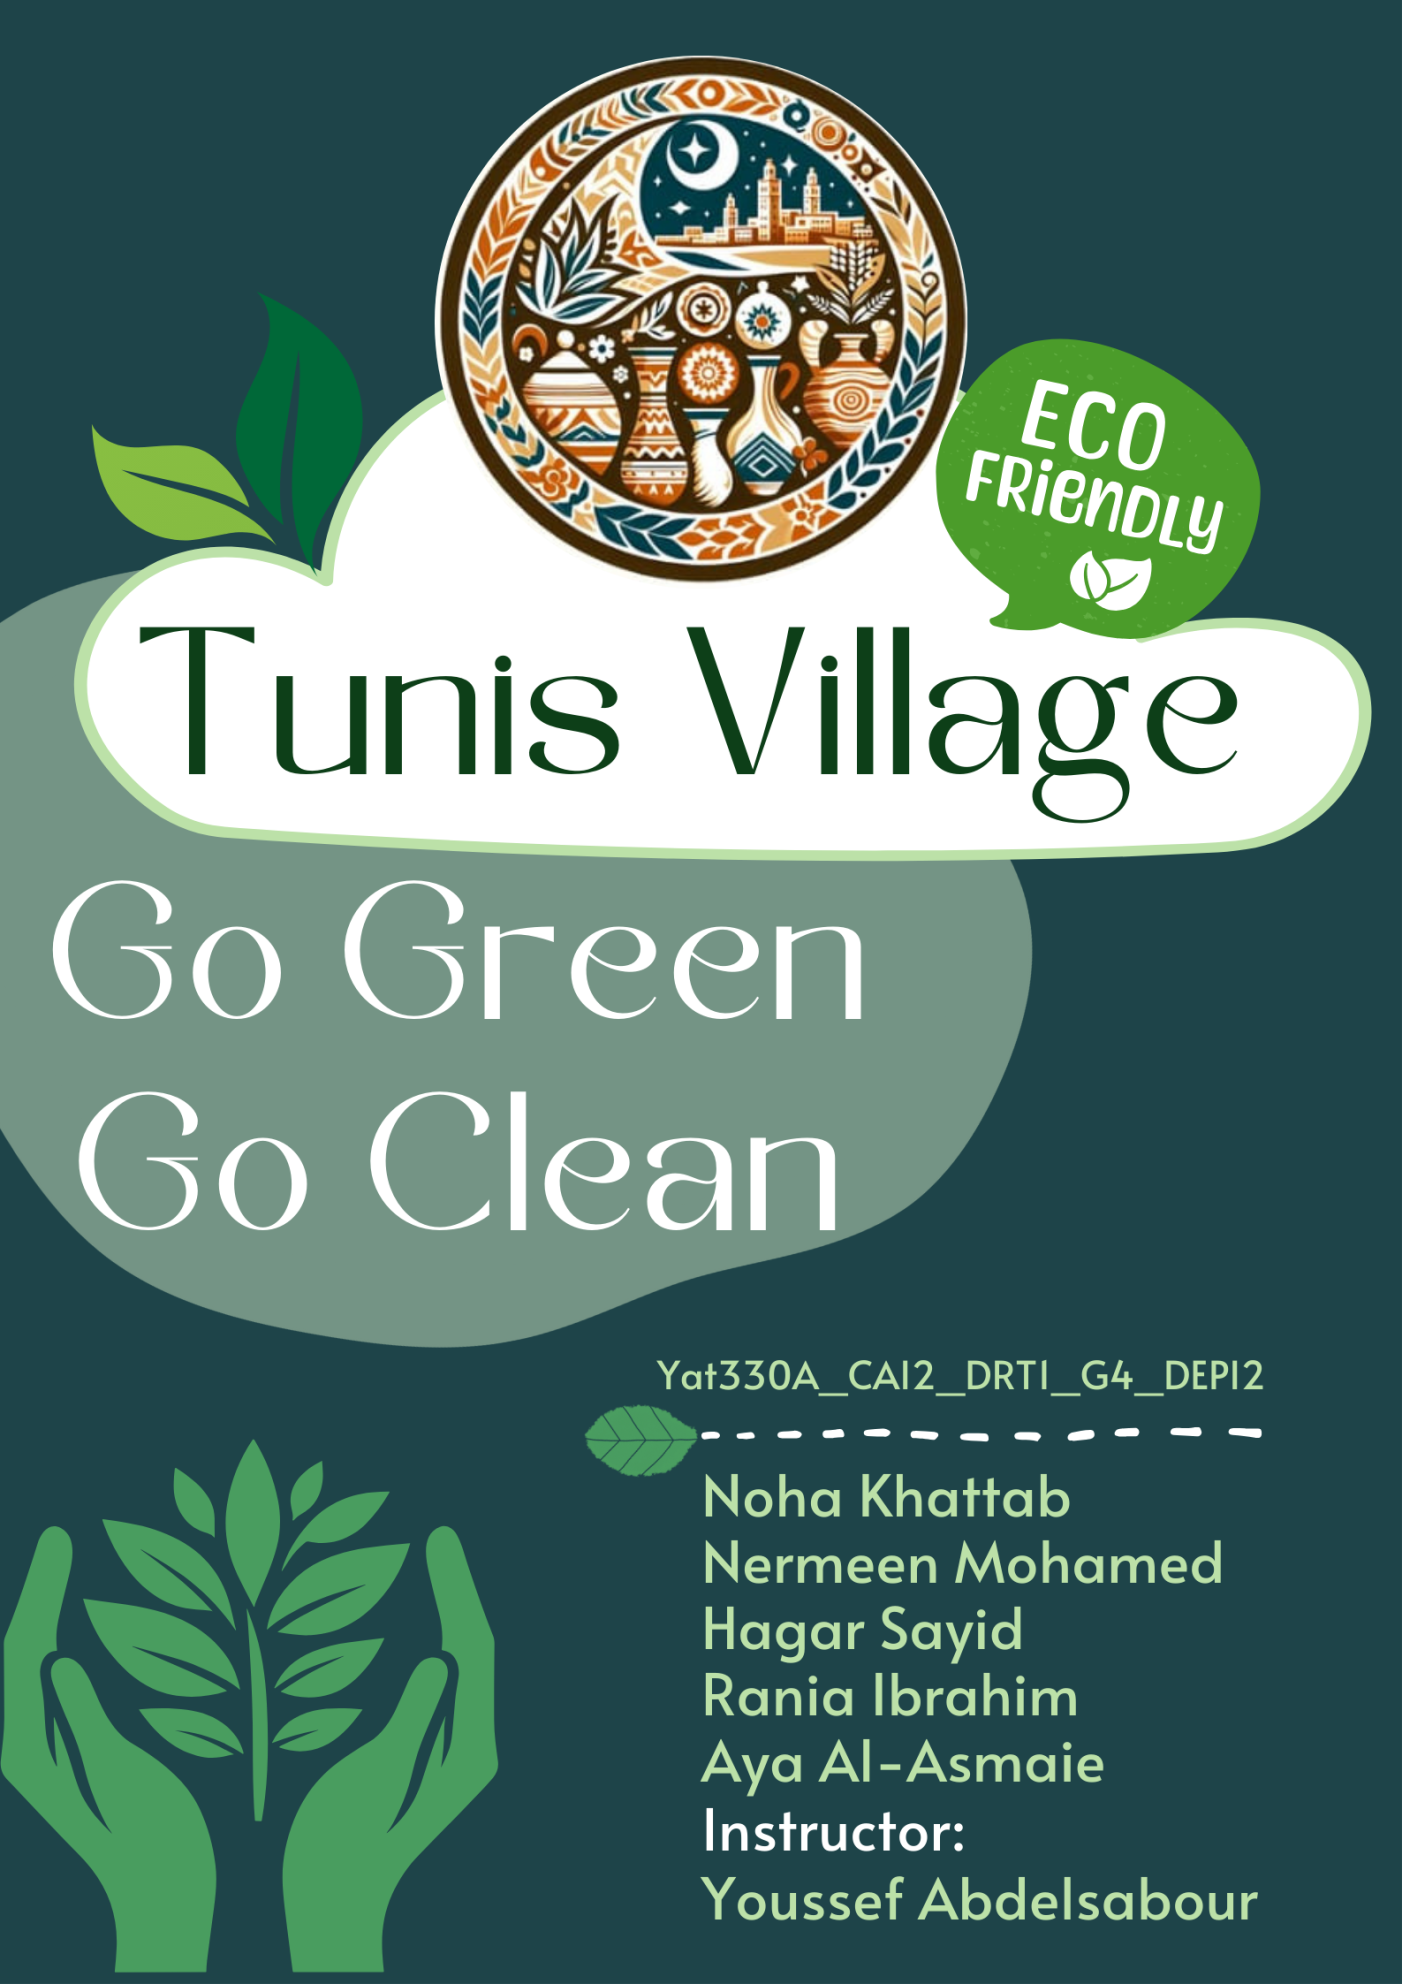 ECO
FRiENDLY
Tunis Village
Go Green
Go Clean
Yat330A_CAI2_DRT1_G4_DEPI2
Noha Khattab
Nermeen Mohamed
Hagar Sayid
Rania Ibrahim
Aya Al-Asmaie
Instructor:
Youssef Abdelsabour